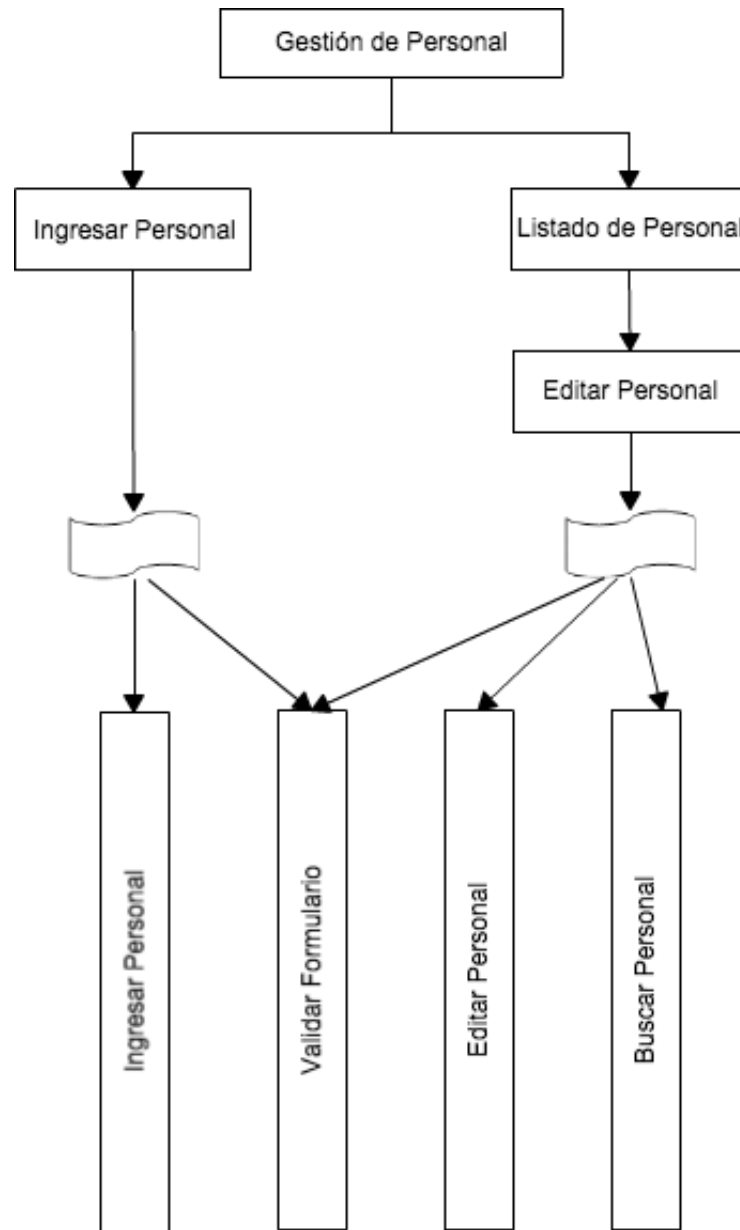 Gestión de Personal
Ingresar Personal
Listado de Personal
Editar Personal
Ingresar Personal
Validar Formulario
Editar Personal
Buscar Personal